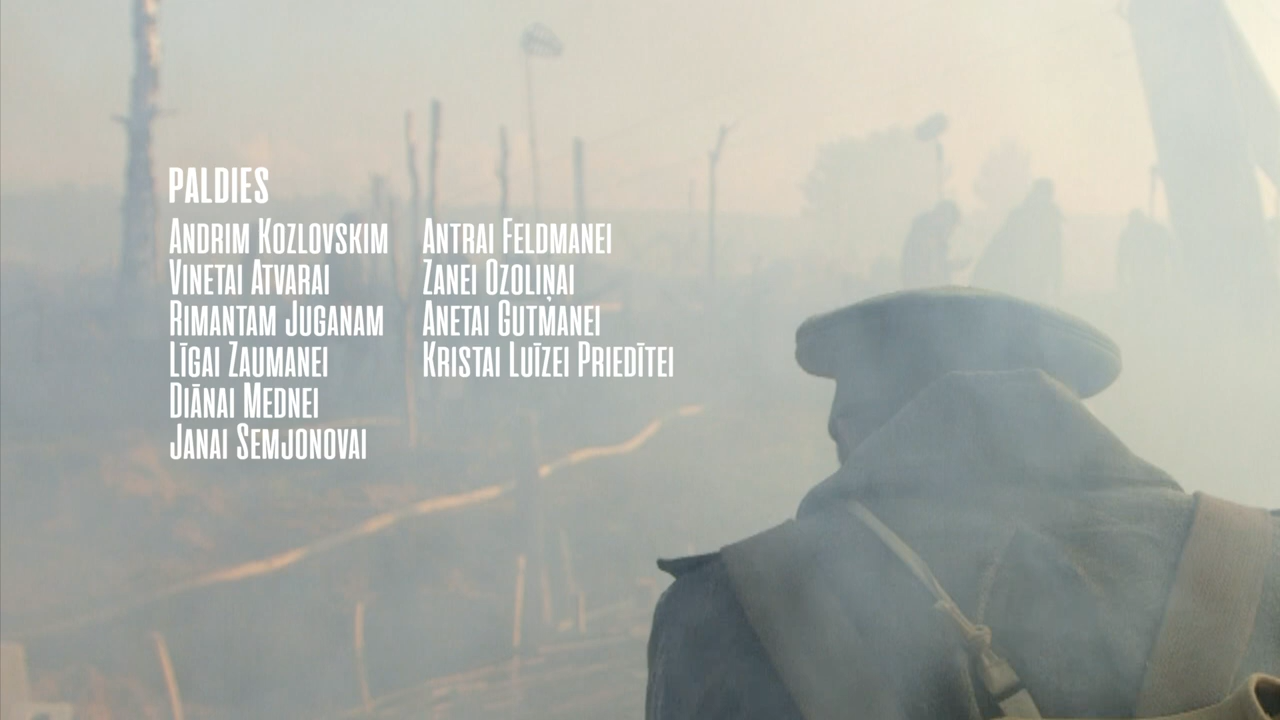 PALDIES
ANDRIM KOZLOVSKIM
VINETAI ATVARAI
RIMANTAM JUGANAM
LĪGAI ZAUMANEI
DIĀNAI MEDNEI
JANAI SEMJONOVAI
ANTRAI FELDMANEI
ZANEI OZOLIŅAI
ANETAI GUTMANEI
KRISTAI LUĪZEI PRIEDĪTEI